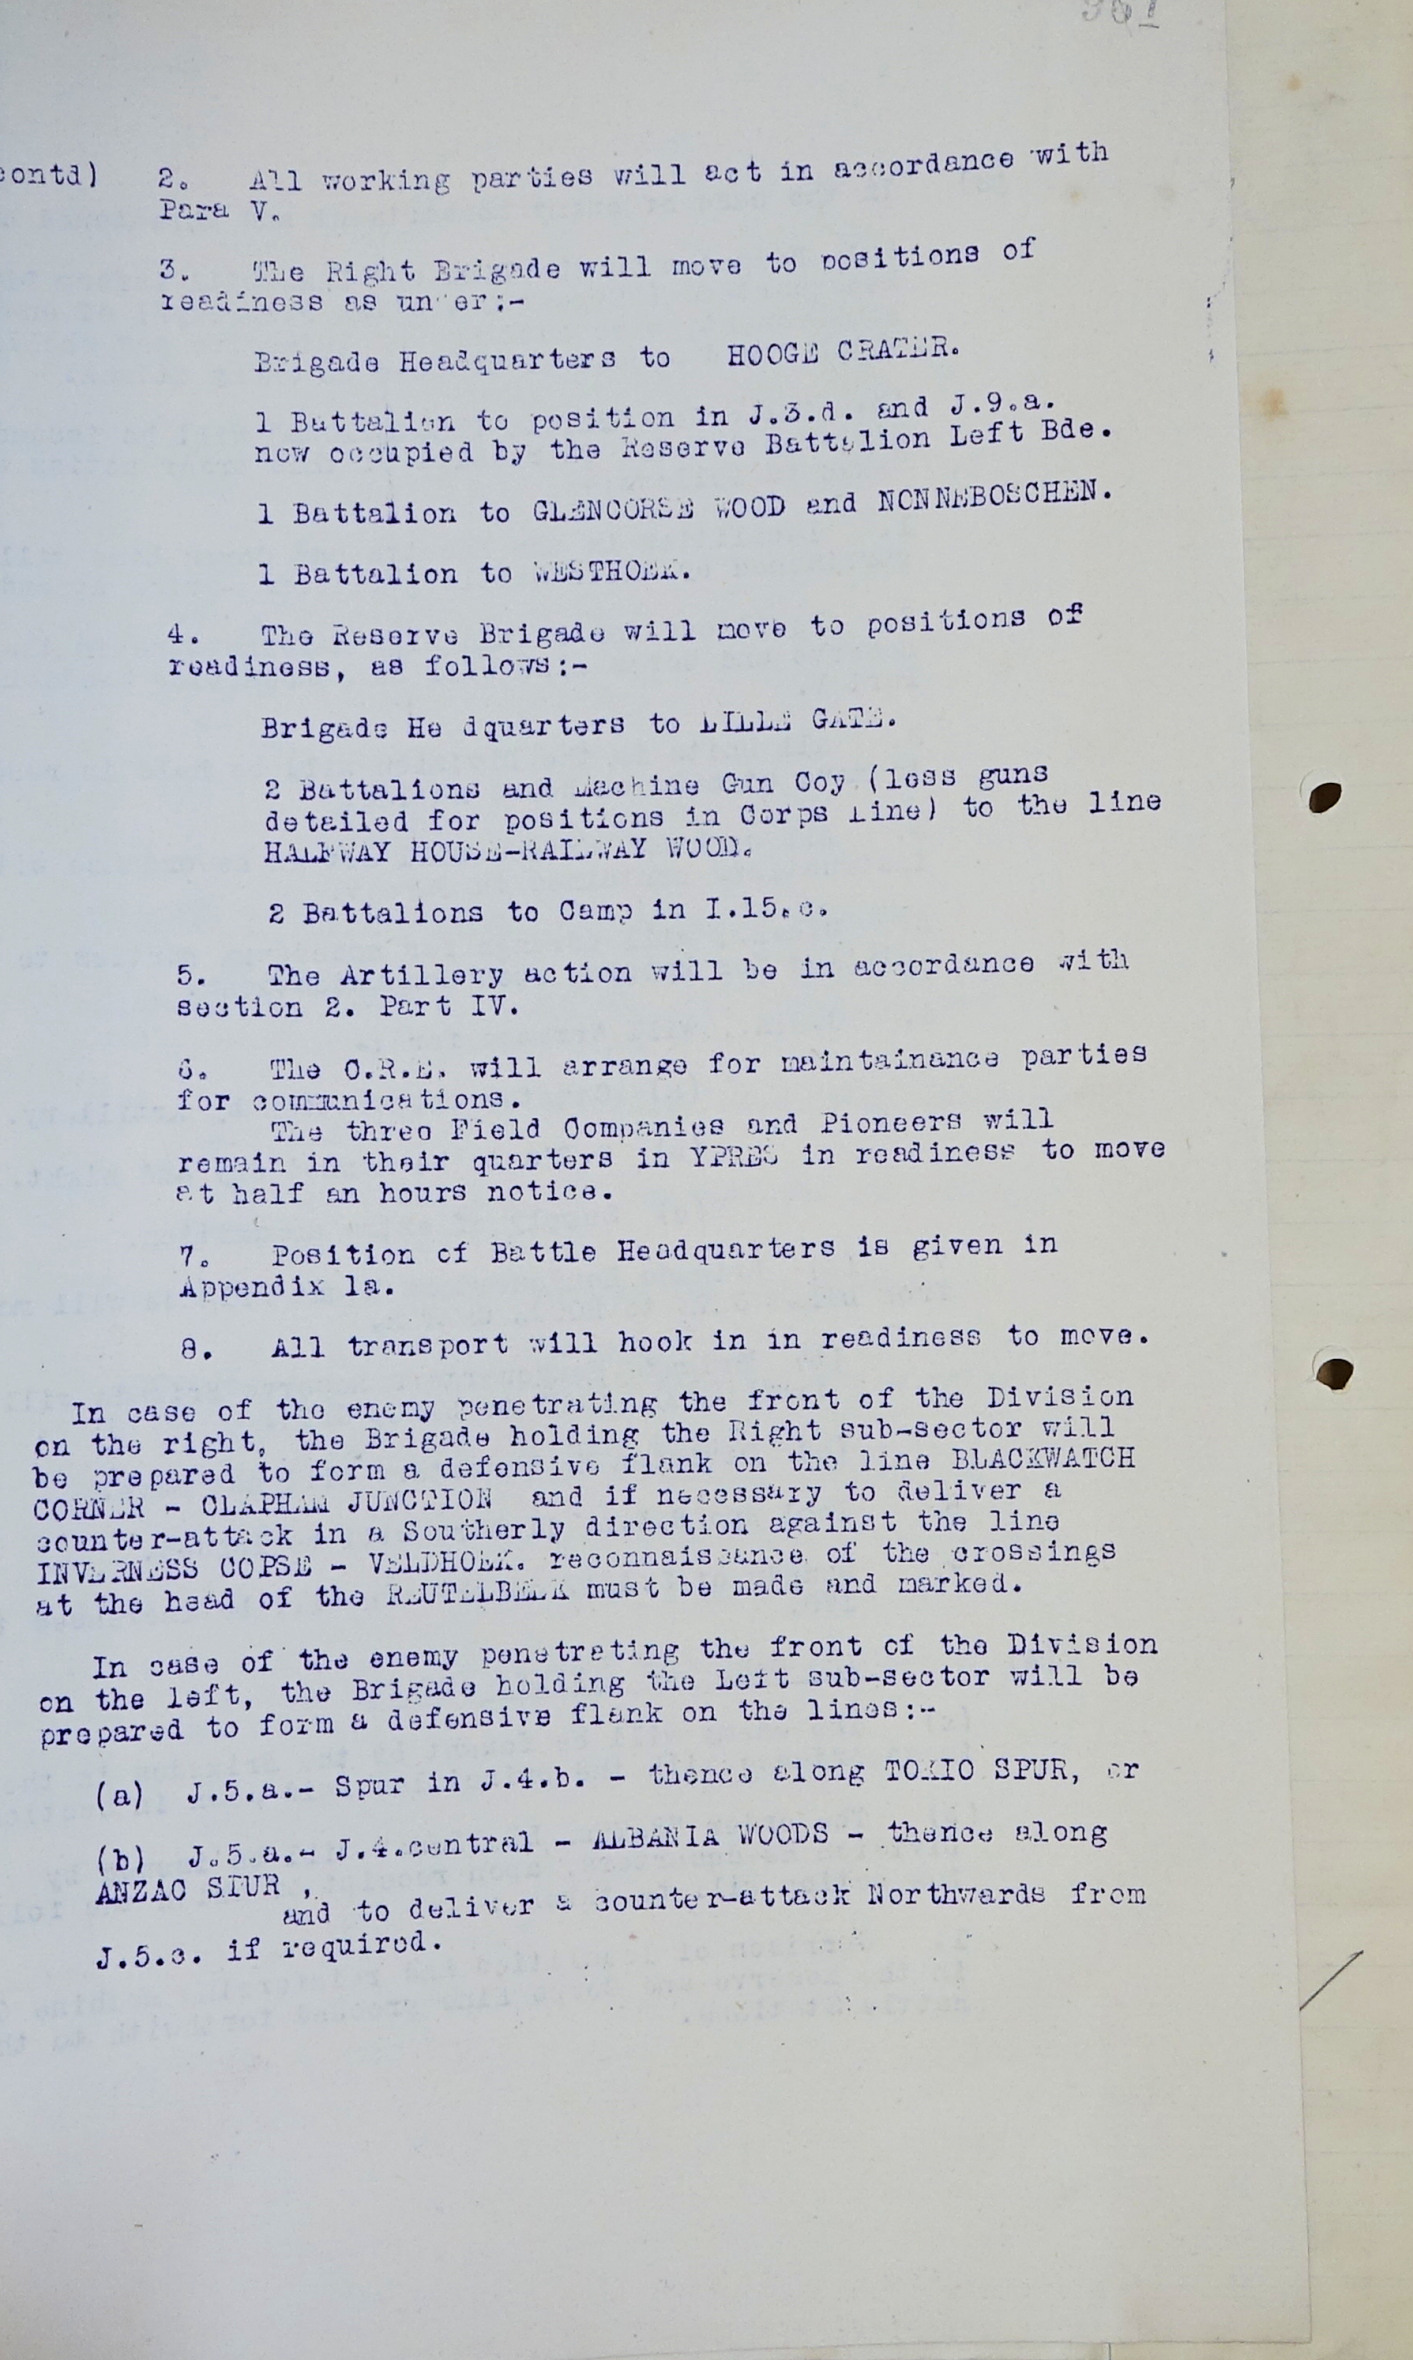 361
contd) 2. All working parties will act in accordance with
Para V.
3. The Right Brigade will move to positions of
readiness as un er:-
Brigade Headquarters to HOOGE CRATER.
1 Battalion to position in J.3.d. and J.9.a.
now occupied by the Reserve Battalion Left Bde.
1 Battalion to GLENCORSE WOOD and NONNEBOSCHEN.
1 Battalion to WESTHOEK.
4. The Reserve Brigade will move to positions of
readiness, as follows:-
Brigade He dquarters to LILLE GATE.
2 Battalions and Machine Gun Coy (less guns
detailed for positions in Corps Line) to the line
HALFWAY HOUSE-RAILWAY WOOD.
2 Battalions to Camp in I.15.c.
5. The Artillery action will be in accordance with
section 2. Part IV.
6. The C.R.E. will arrange for maintainance parties
for communications.
The three Field Companies and Pioneers will
remain in their quarters in YPRES in readiness to move
at half an hours notice.
7. Position of Battle Headquarters is given in
Appendix 1a.
8. All transport will hook in in readiness to move.
In case of the enemy penetrating the front of the Division
on the right, the Brigade holding the Right sub-sector will
be prepared to form a defensive flank on the line BLACKWATCH
CORNER - CLAPHAM JUNCTION and if necessary to deliver a
counter-attack in a Southerly direction against the line
INVERNESS COPSE - VELDHOEK. reconnaissance of the crossings
at the head of the REUTELBEEK must be made and marked.
In case of the enemy penetrating the front of the Division
on the left, the Brigade holding the Left sub-sector will be
prepared to form a defensive flank on the lines:-
(a) J.5.a.- Spur in J.4.b. - thence along TOKIO SPUR, or
(b) J.5.a.- J.4.central - ALBANIA WOODS - thence along
ANZAC SPUR ,
and to deliver a counter-attack Northwards from
J.5.c. if required.